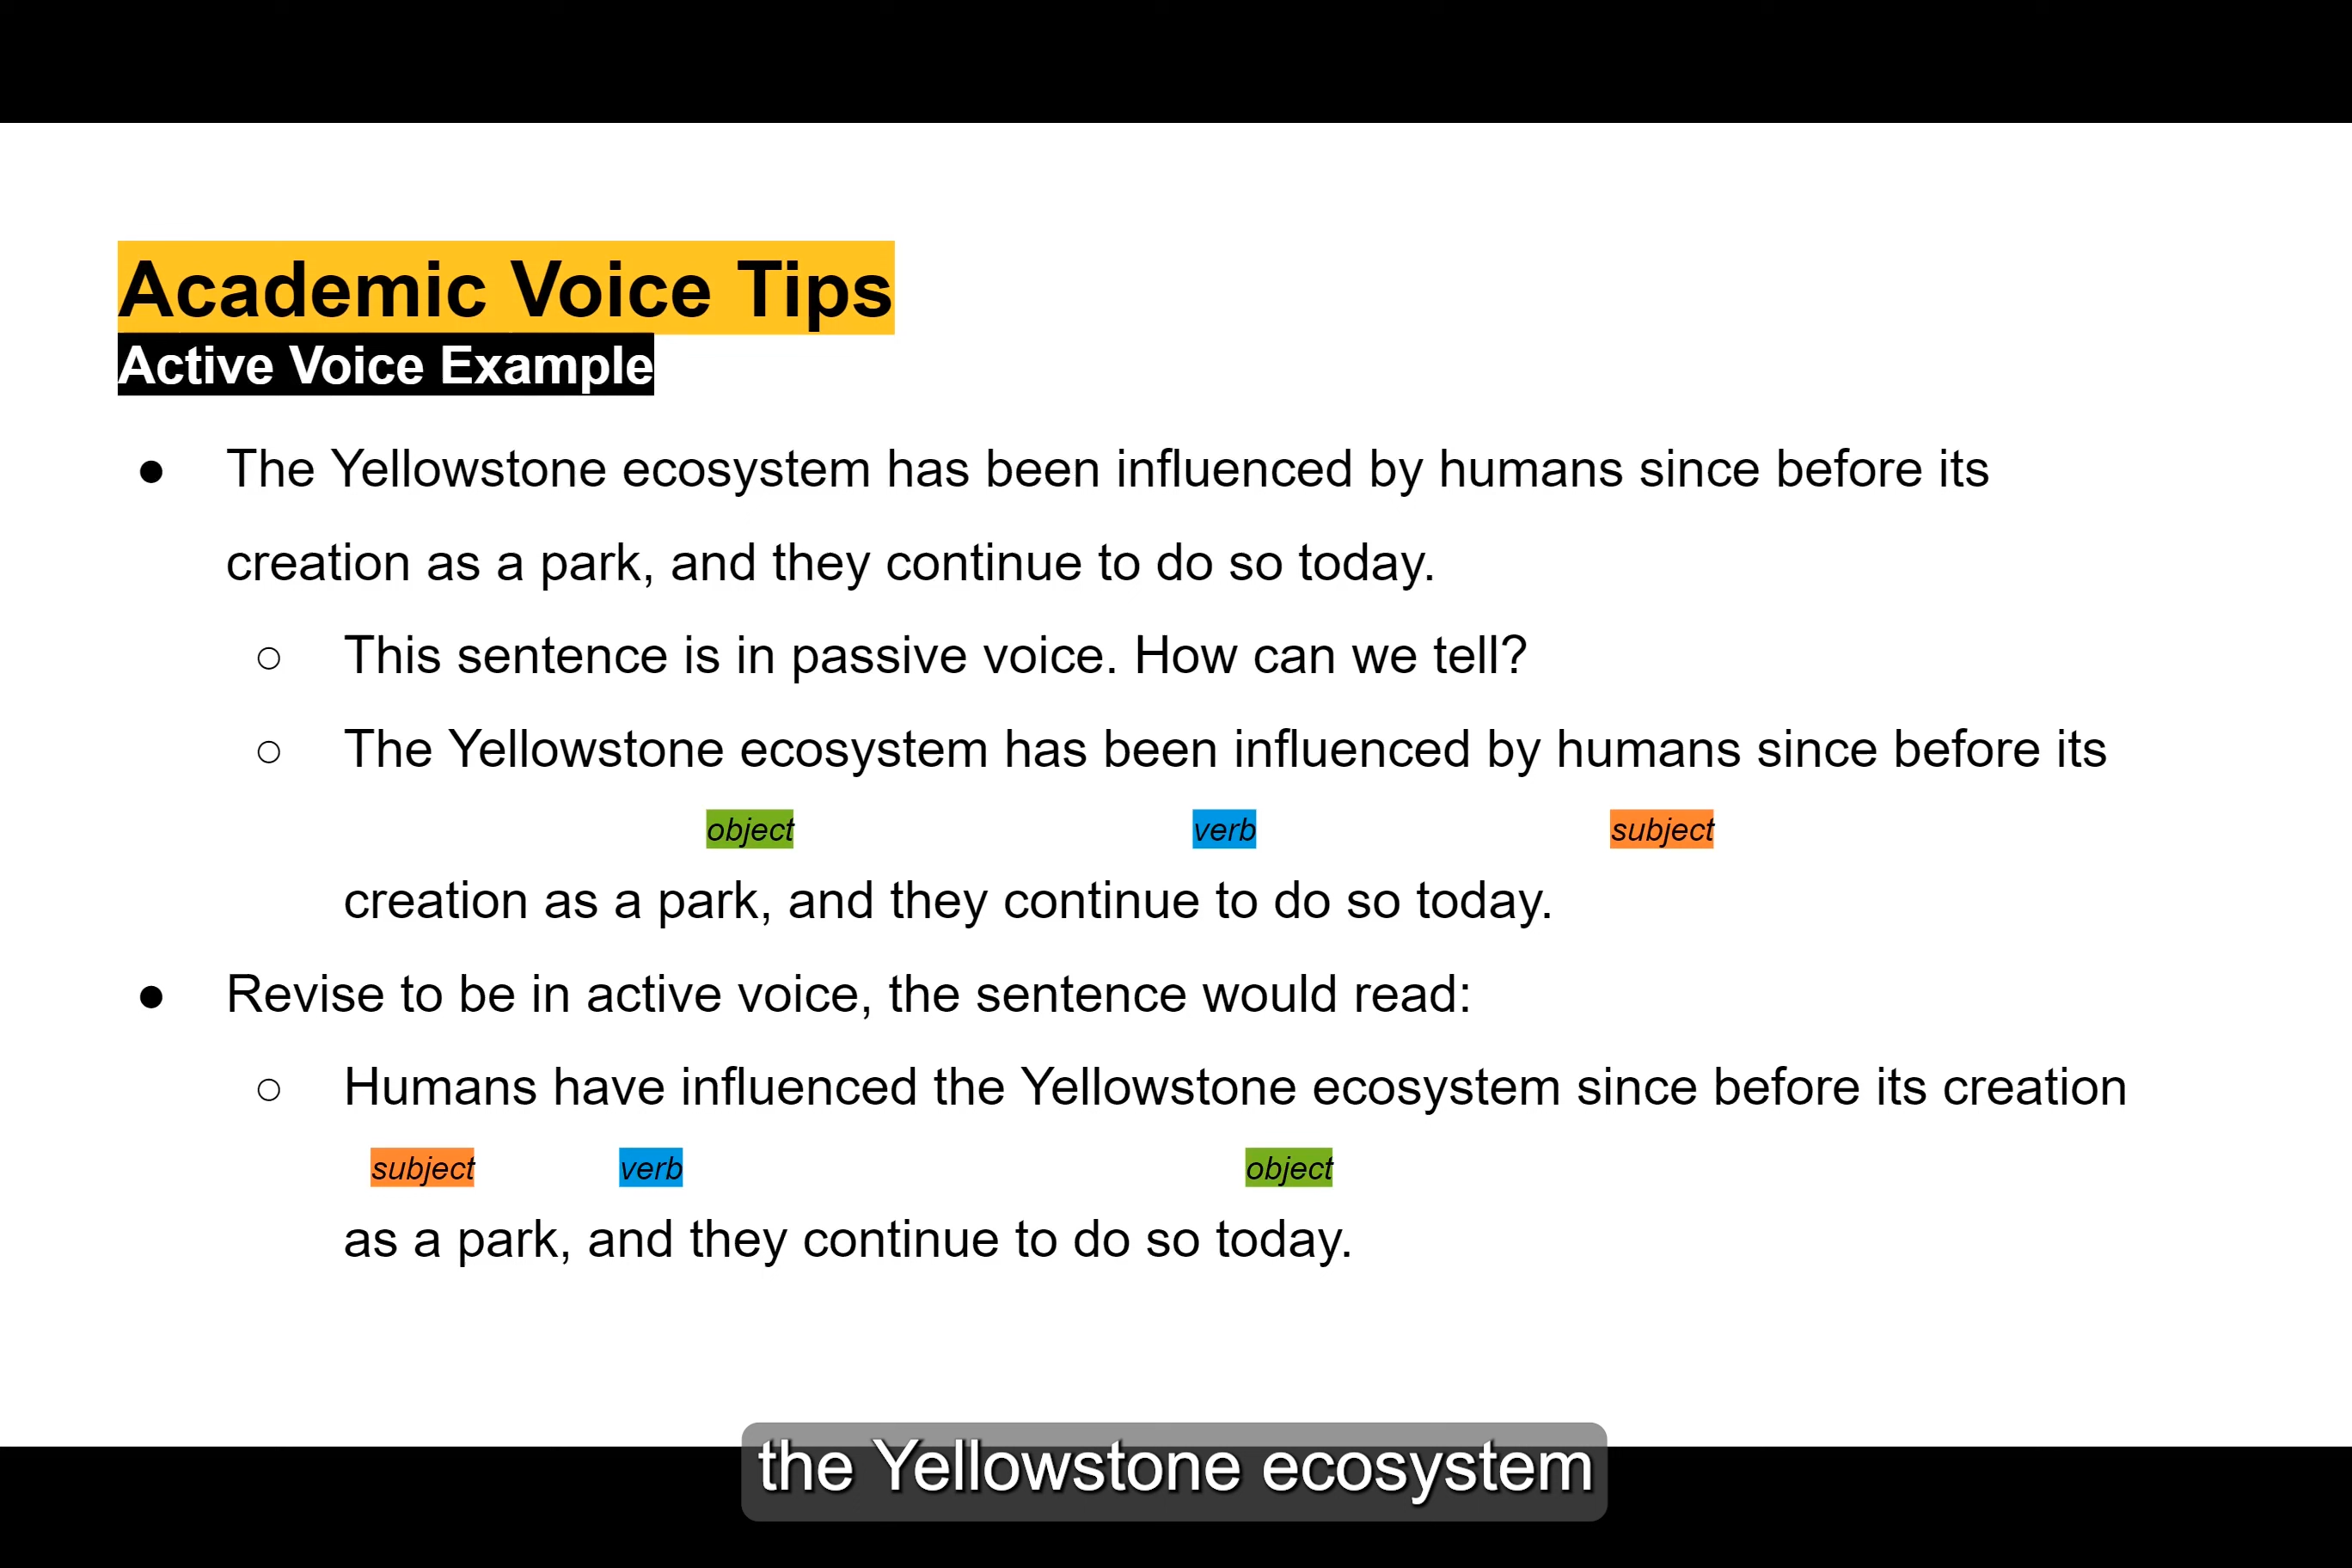 Academic Voice Tips
Active Voice Example
● The Yellowstone ecosystem has been influenced by humans since before its
creation as a park, and they continue to do so today.
○ This sentence is in passive voice. How can we tell?
○ The Yellowstone ecosystem has been influenced by humans since before its
object verb subject
creation as a park, and they continue to do so today.
● Revise to be in active voice, the sentence would read:
○ Humans have influenced the Yellowstone ecosystem since before its creation
subject verb object
as a park, and they continue to do so today.
the Yellowstone ecosystem